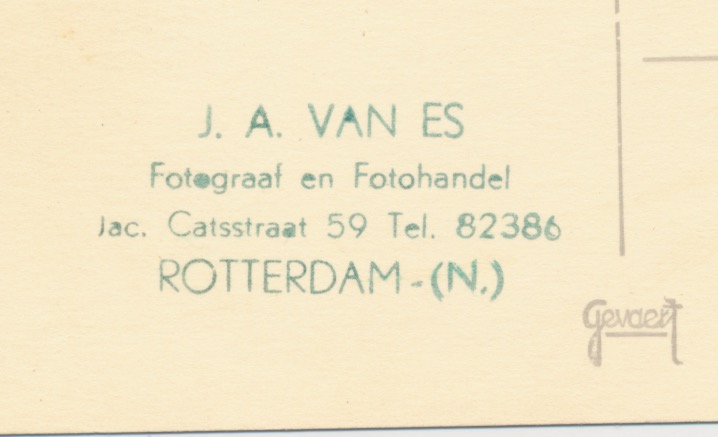 J. A. VAN ES
Fotograaf en Fotohandel
Jac. Catsstraat 59 Tel. 82386
ROTTERDAM - (N.)
Gevaert